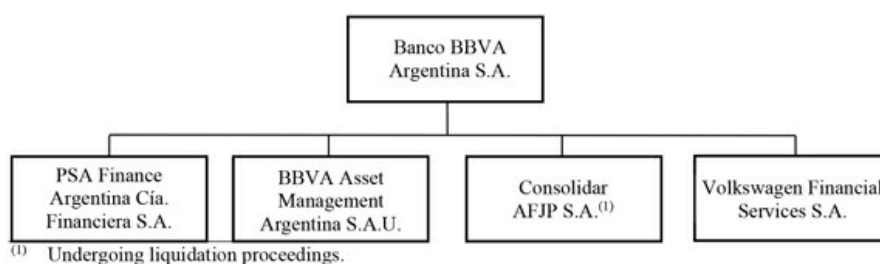 Banco BBVA
Argentina S.A.
PSA Finance
Argentina Cía.
Financiera S.A.
BBVA Asset
Management
Argentina S.A.U.
Consolidar
AFJP S.A.(1)
Volkswagen Financial
Services S.A.
(1) Undergoing liquidation proceedings.